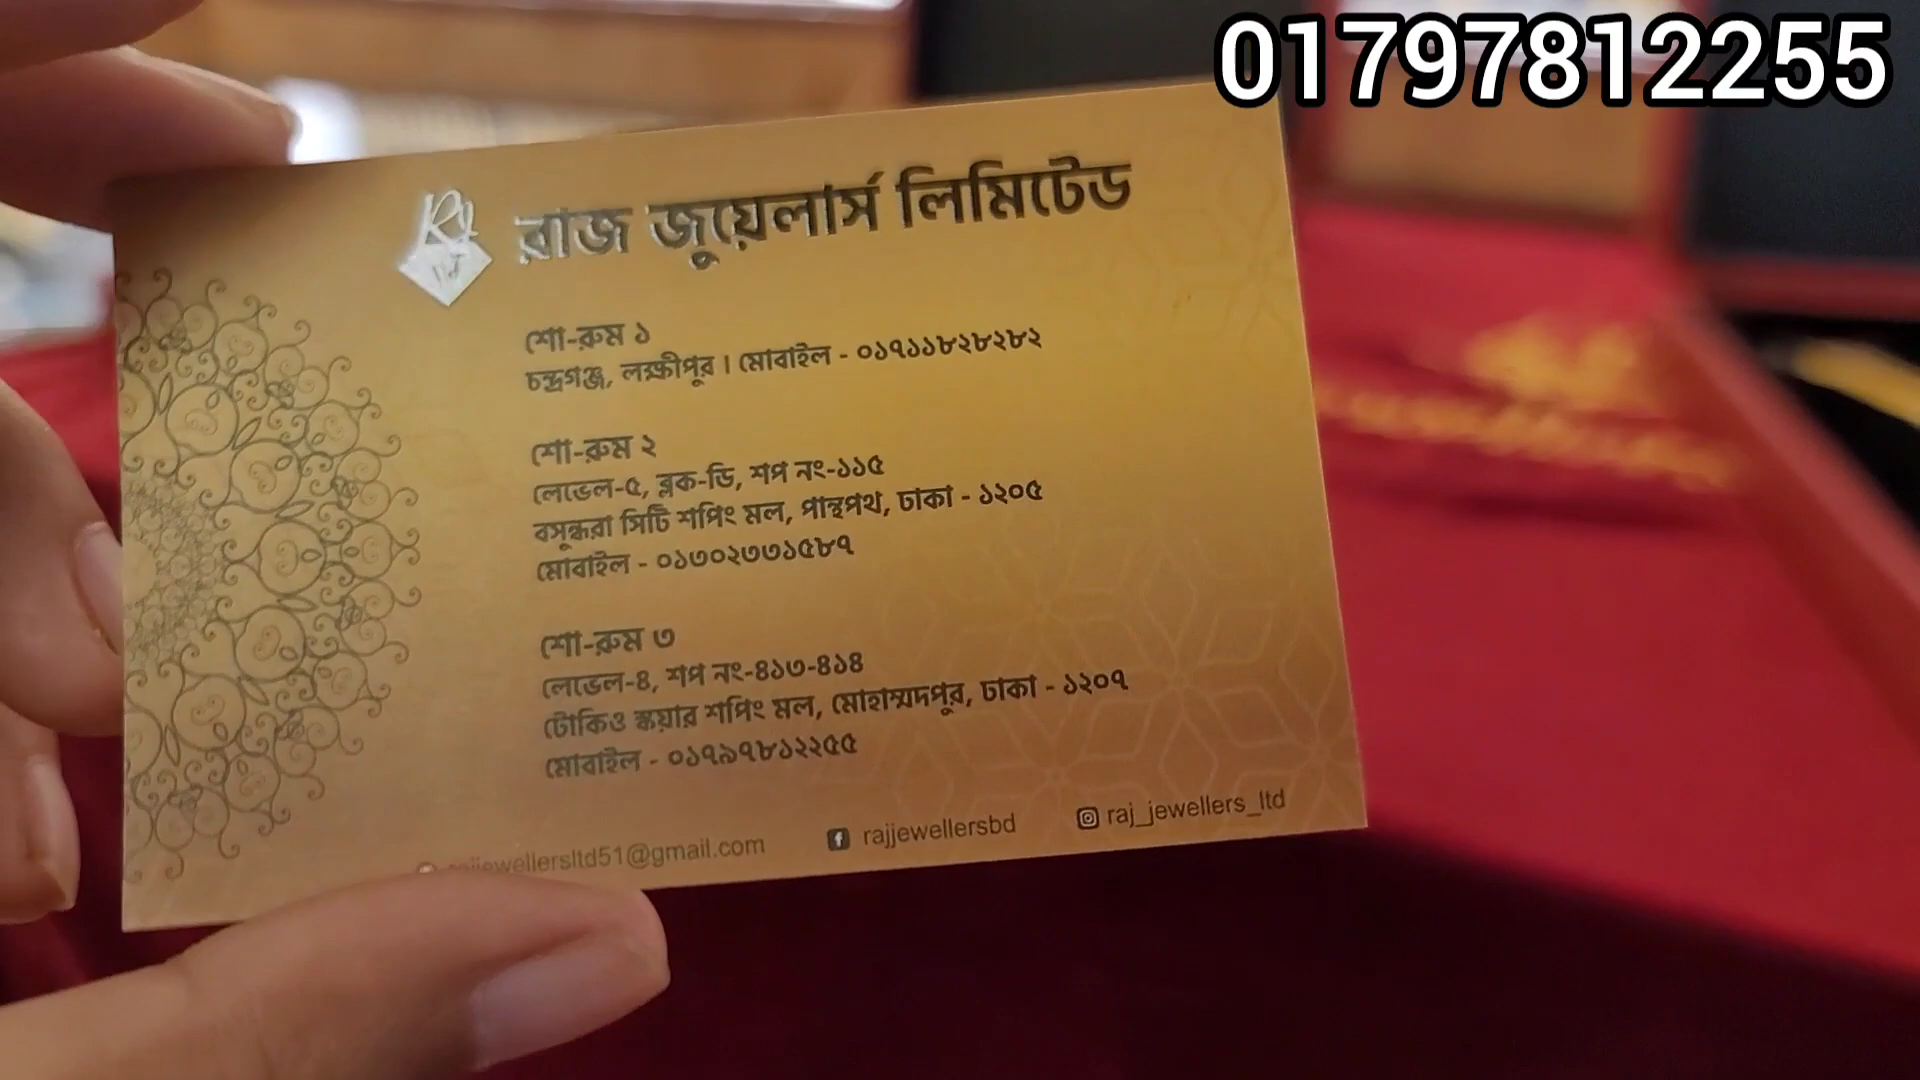 01797812255
রাজ জুয়েলার্স লিমিটেড
শো-রুম ১
চন্দ্রগঞ্জ, লক্ষীপুর। মোবাইল - ০১৭১১৮২৮২৮২
শো-রুম ২
লেভেল-৫, ব্লক-ডি, শপ নং-১১৫
বসুন্ধরা সিটি শপিং মল, পান্থপথ, ঢাকা - ১২০৫
মোবাইল - ০১৩০২৩৩১৫৮৭
শো-রুম ৩
লেভেল-৪, শপ নং-৪১৩-৪১৪
টোকিও স্কয়ার শপিং মল, মোহাম্মদপুর, ঢাকা - ১২০৭
মোবাইল - ০১৭৯৭৮১২২৫৫
rajjewellersbd
raj_jewellers_ltd